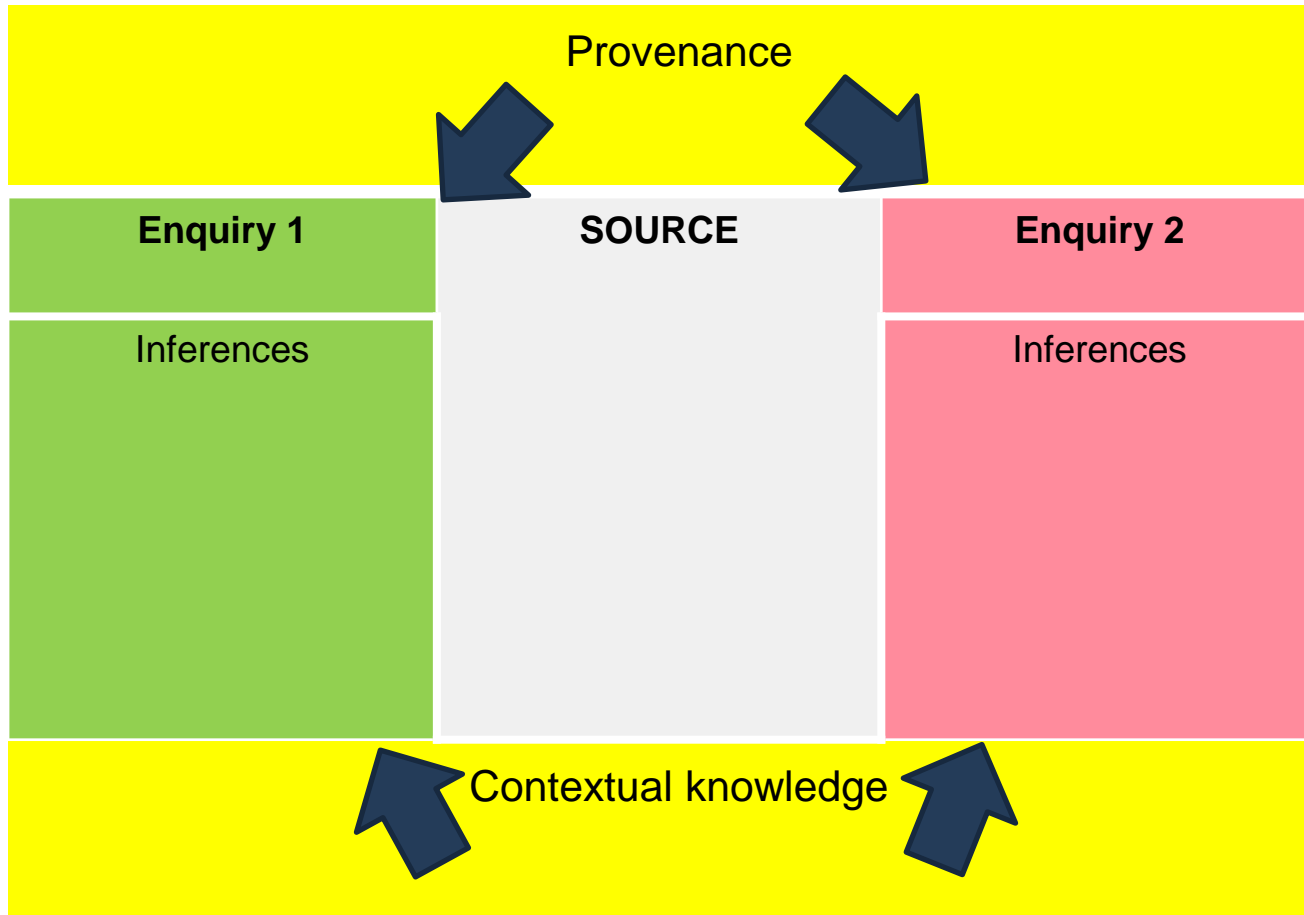 Provenance
Enquiry 1
SOURCE
Enquiry 2
Inferences
Inferences
Contextual knowledge